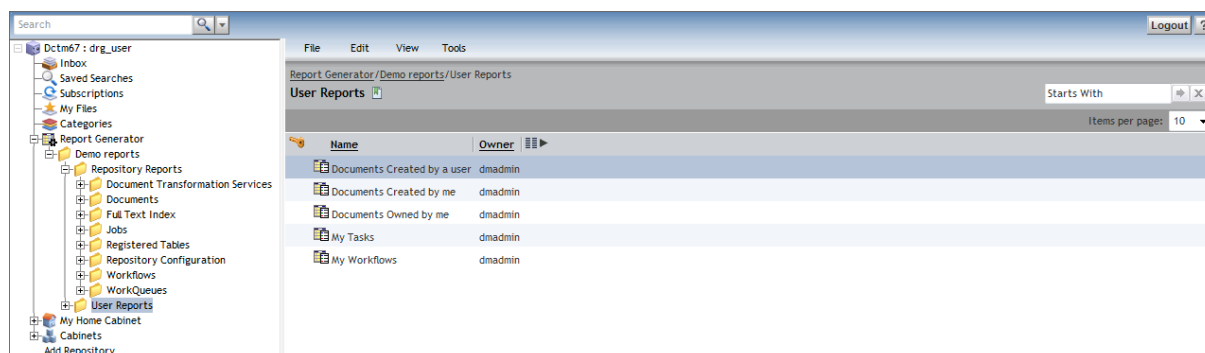 Search
Logout ?
Dctm67 : drg_user
Inbox
Saved Searches
Subscriptions
My Files
Categories
Report Generator
Demo reports
Repository Reports
Document Transformation Services
Documents
Full Text Index
Jobs
Registered Tables
Repository Configuration
Workflows
WorkQueues
User Reports
My Home Cabinet
Cabinets
Add Repository
File Edit View Tools
Report Generator/Demo reports/User Reports
User Reports
Starts With
Items per page: 10
Name Owner
Documents Created by a user dmadmin
Documents Created by me dmadmin
Documents Owned by me dmadmin
My Tasks dmadmin
My Workflows dmadmin